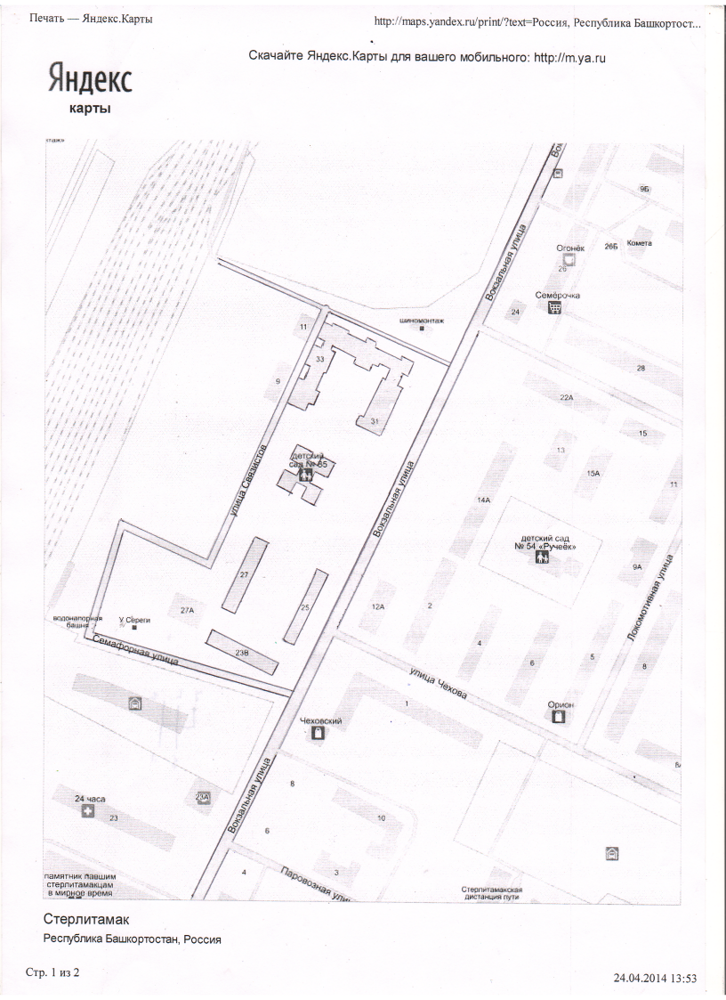 Печать — Яндекс.Карты
http://maps.yandex.ru/print/?text=Россия, Республика Башкортост...
Скачайте Яндекс.Карты для вашего мобильного: http://m.ya.ru
Яндекс
карты
Вокзальная улица
9Б
Огонёк
26
26Б
Комета
Семёрочка
24
шиномонтаж
11
33
9
31
28
22А
15
13
15А
11
детский
сад № 85
улица Связистов
Вокзальная улица
14А
детский сад
№ 54 «Ручеёк»
9А
Локомотивная улица
27
25
27А
12А
2
водонапорная
башня
У Сереги
23В
Семафорная улица
4
6
5
8
улица Чехова
1
Орион
Чеховский
24 часа
23
23А
Вокзальная улица
8
6
10
4
3
Паровозная ули
памятник павшим
стерлитамакцам
в мирное время
Стерлитамакская
дистанция пути
Стерлитамак
Республика Башкортостан, Россия
Стр. 1 из 2
24.04.2014 13:53